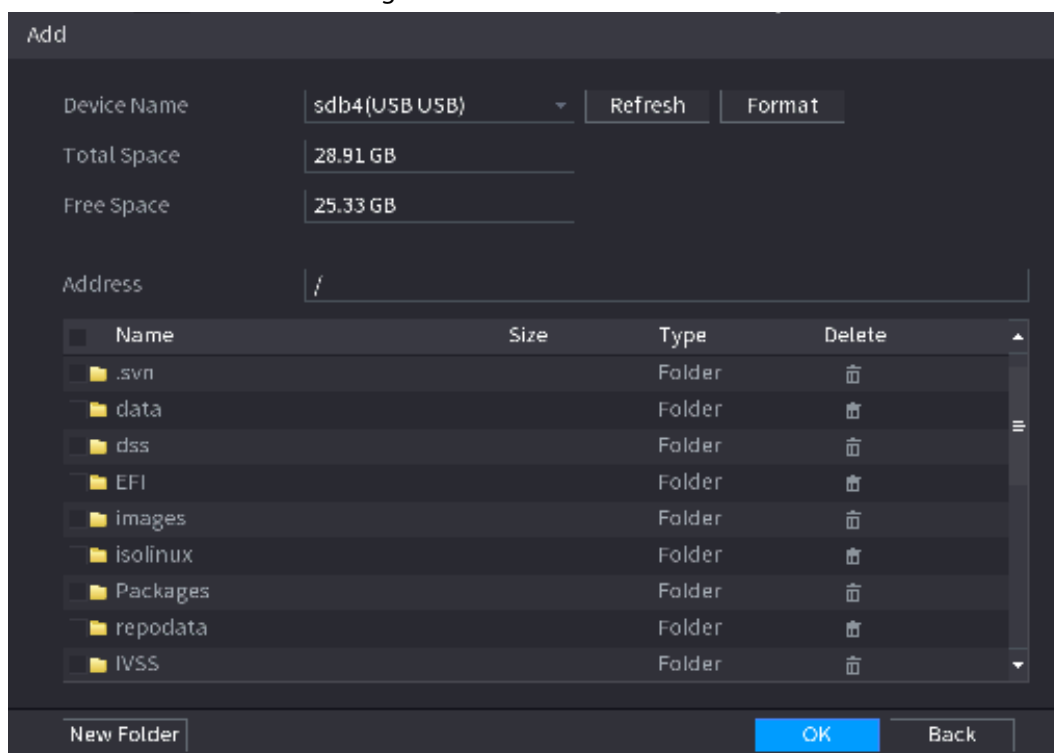 Add
Device Name sdb4(USB USB) Refresh Format
Total Space 28.91 GB
Free Space 25.33 GB
Address /
Name Size Type Delete
.svn Folder
data Folder
dss Folder
EFI Folder
images Folder
isolinux Folder
Packages Folder
repodata Folder
IVSS Folder
New Folder OK Back